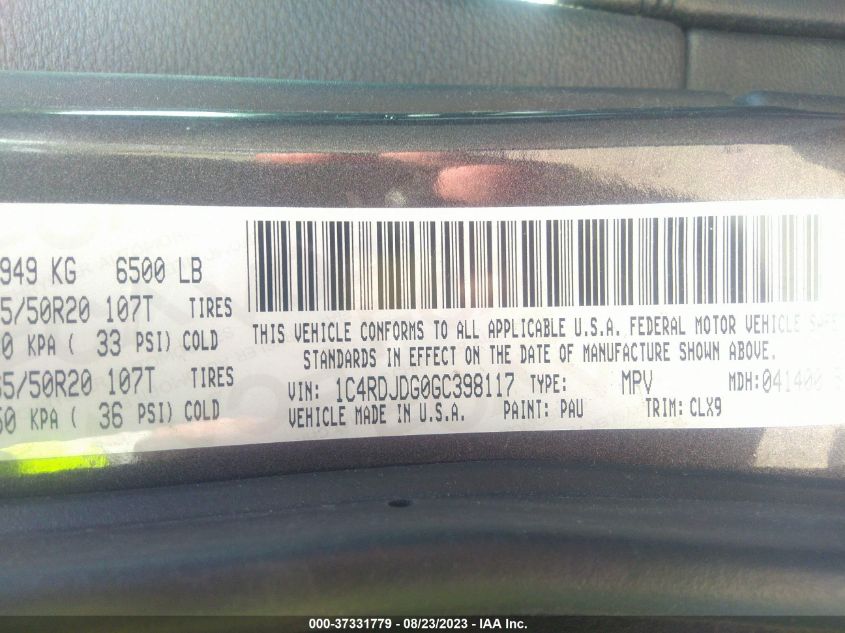 949 KG 6500 LB
5/50R20 107T TIRES
0 KPA ( 33 PSI) COLD
35/50R20 107T TIRES
50 KPA ( 36 PSI) COLD
THIS VEHICLE CONFORMS TO ALL APPLICABLE U.S.A. FEDERAL MOTOR VEHICLE SAFE
STANDARDS IN EFFECT ON THE DATE OF MANUFACTURE SHOWN ABOVE.
VIN: 1C4RDJDG0GC398117 TYPE: MPV MDH:041400
VEHICLE MADE IN U.S.A. PAINT: PAU TRIM: CLX9
000-37331779 — 08/23/2023 — IAA Inc.